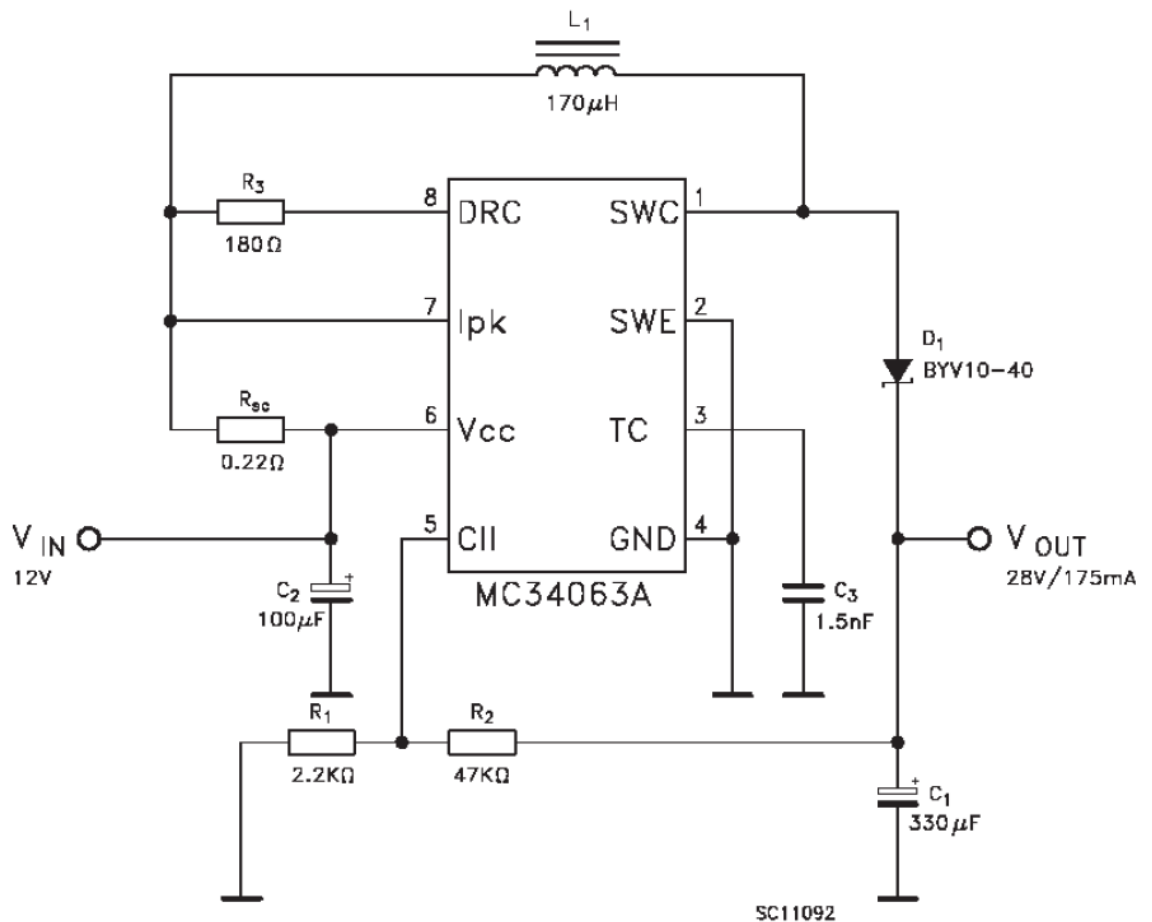 L1
170μH
R3
180Ω
8
DRC
SWC
1
7
Ipk
SWE
2
D1
BYV10-40
Rsc
0.22Ω
6
Vcc
TC
3
VIN
12V
5
CII
GND
4
VOUT
28V/175mA
MC34063A
C2
100μF
+
C3
1.5nF
R1
2.2KΩ
R2
47KΩ
+
C1
330μF
SC11092